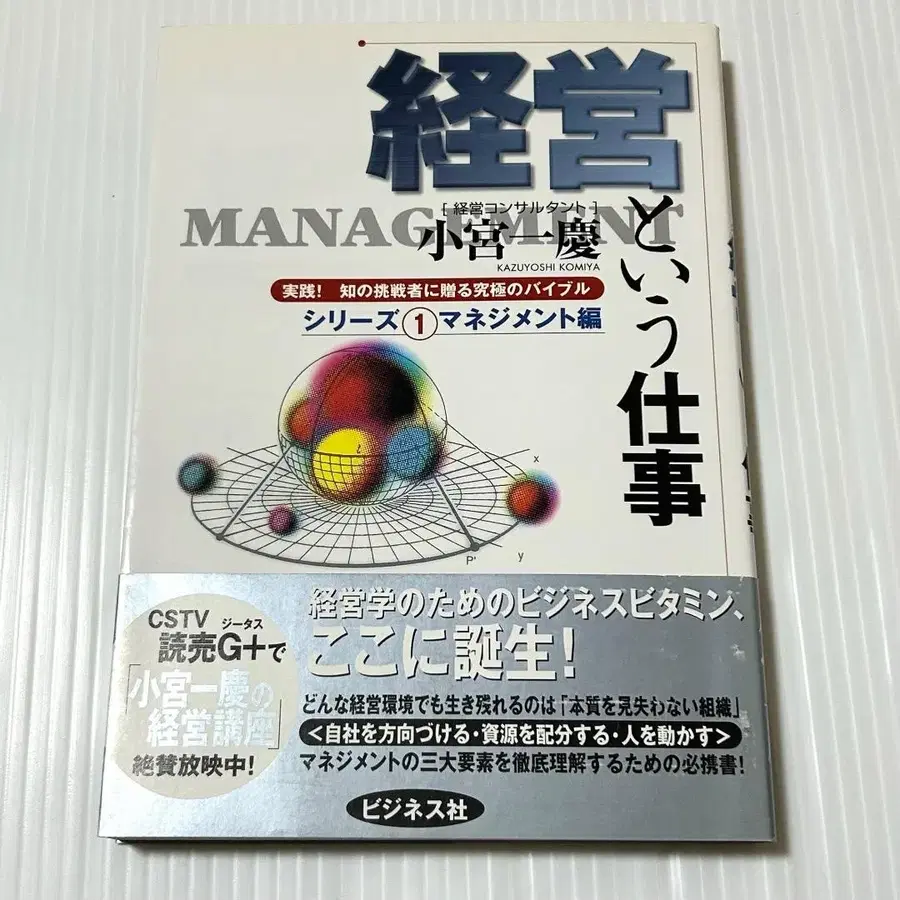 経営という仕事
MANAGEMENT
[経営コンサルタント]
小宮一慶
KAZUYOSHI KOMIYA
実践! 知の挑戦者に贈る究極のバイブル
シリーズ①マネジメント編
x
y
P'
CSTV ジータス
読売G+で
「小宮一慶の
経営講座」
絶賛放映中!
経営学のためのビジネスビタミン、
ここに誕生!
どんな経営環境でも生き残れるのは「本質を見失わない組織」
<自社を方向づける・資源を配分する・人を動かす>
マネジメントの三大要素を徹底理解するための必携書!
ビジネス社